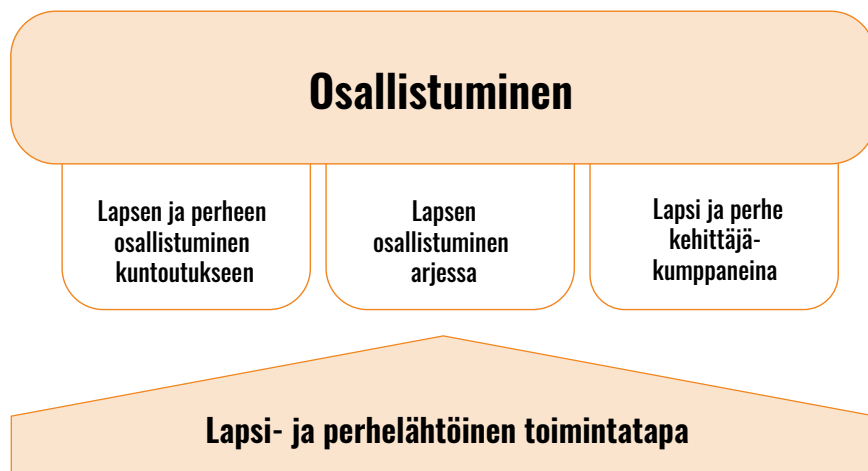 Osallistuminen
Lapsen ja perheen
osallistuminen
kuntoutukseen
Lapsen
osallistuminen
arjessa
Lapsi ja perhe
kehittäjä-
kumppaneina
Lapsi- ja perhelähtöinen toimintatapa